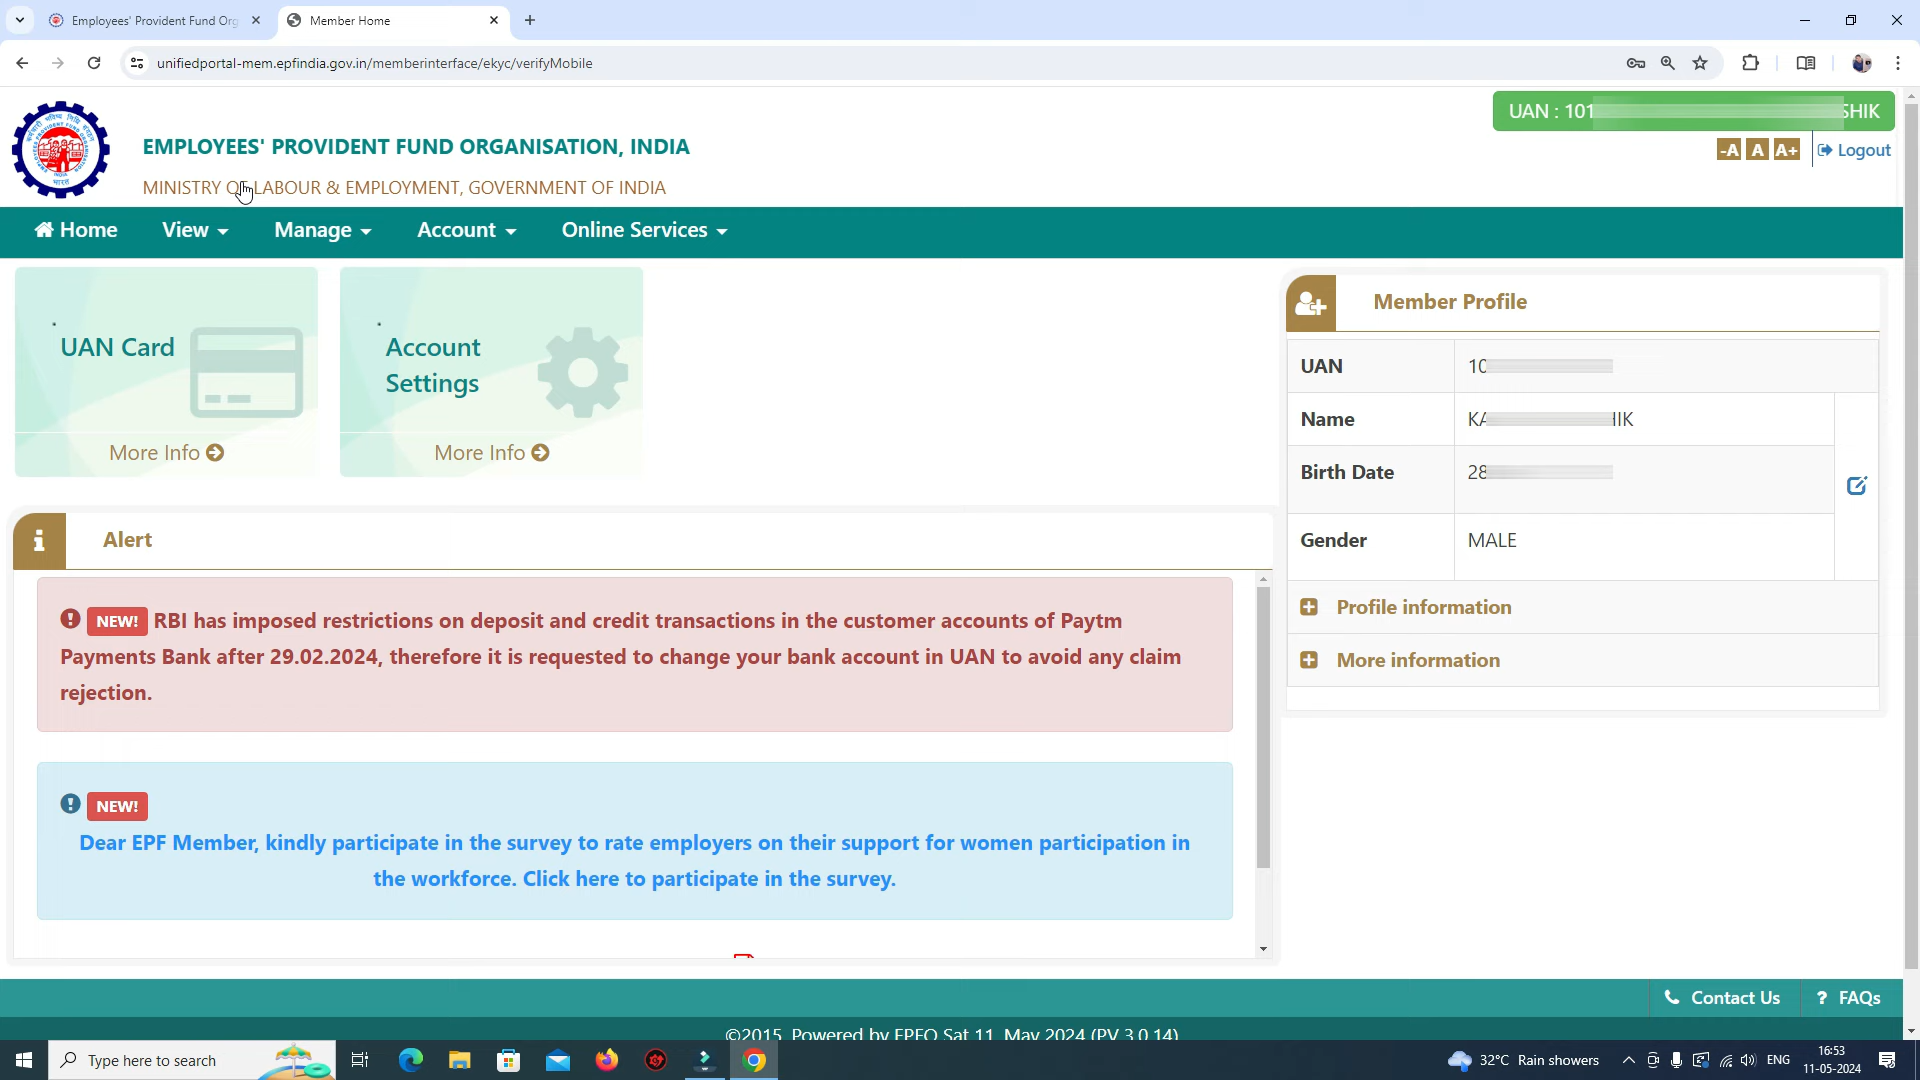 Employees' Provident Fund Org
Member Home
unifiedportal-mem.epfindia.gov.in/memberinterface/ekyc/verifyMobile
UAN : 101 SHIK
EMPLOYEES' PROVIDENT FUND ORGANISATION, INDIA
MINISTRY OF LABOUR & EMPLOYMENT, GOVERNMENT OF INDIA
-A A A+ Logout
Home View Manage Account Online Services
UAN Card
More Info
Account
Settings
More Info
Member Profile
UAN 10
Name KA HIK
Birth Date 28
Gender MALE
Profile information
More information
Alert
NEW! RBI has imposed restrictions on deposit and credit transactions in the customer accounts of Paytm
Payments Bank after 29.02.2024, therefore it is requested to change your bank account in UAN to avoid any claim
rejection.
NEW!
Dear EPF Member, kindly participate in the survey to rate employers on their support for women participation in
the workforce. Click here to participate in the survey.
Contact Us ? FAQs
©2015. Powered by EPFO Sat 11, May 2024 (PV 3.0.14)
Type here to search
32°C Rain showers
ENG
16:53
11-05-2024